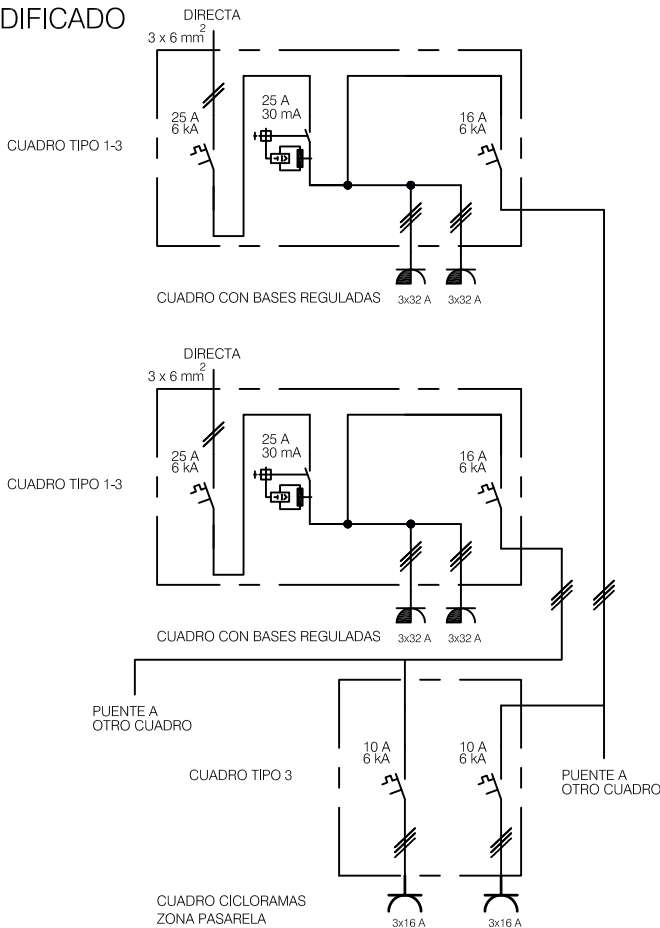 DIFICADO
DIRECTA
3 x 6 mm2
25 A
6 kA
25 A
30 mA
16 A
6 kA
CUADRO TIPO 1-3
CUADRO CON BASES REGULADAS
3x32 A
3x32 A
DIRECTA
3 x 6 mm2
25 A
6 kA
25 A
30 mA
16 A
6 kA
CUADRO TIPO 1-3
CUADRO CON BASES REGULADAS
3x32 A
3x32 A
PUENTE A
OTRO CUADRO
10 A
6 kA
10 A
6 kA
CUADRO TIPO 3
PUENTE A
OTRO CUADRO
CUADRO CICLORAMAS
ZONA PASARELA
3x16 A
3x16 A